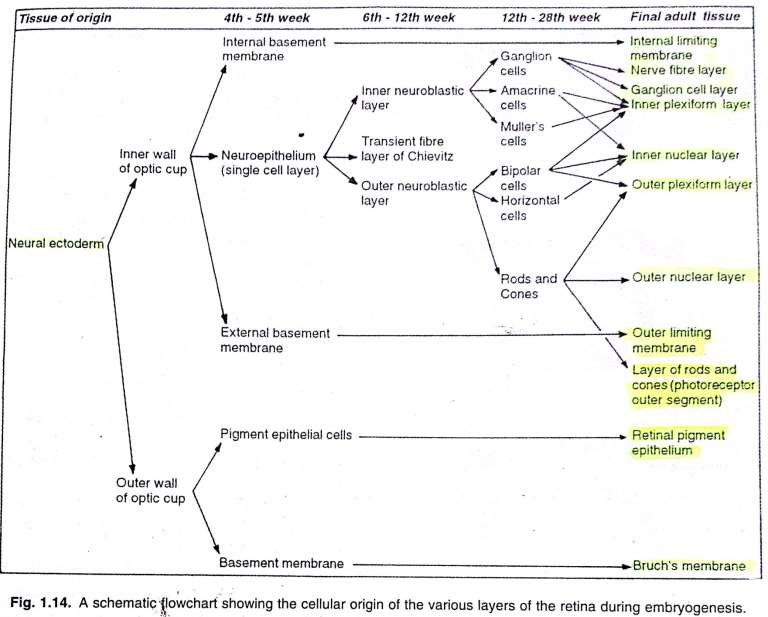 Tissue of origin 4th - 5th week 6th - 12th week 12th - 28th week Final adult tissue
Internal basement
membrane
Internal limiting
membrane
Nerve fibre layer
Ganglion
cells
Ganglion cell layer
Inner neuroblastic
layer
Amacrine
cells
Inner plexiform layer
Muller's
cells
Inner wall
of optic cup
Neuroepithelium
(single cell layer)
Transient fibre
layer of Chievitz
Inner nuclear layer
Outer neuroblastic
layer
Bipolar
cells
Horizontal
cells
Outer plexiform layer
Neural ectoderm
Rods and
Cones
Outer nuclear layer
External basement
membrane
Outer limiting
membrane
Layer of rods and
cones (photoreceptor
outer segment)
Pigment epithelial cells
Retinal pigment
epithelium
Outer wall
of optic cup
Basement membrane
Bruch's membrane
Fig. 1.14. A schematic flowchart showing the cellular origin of the various layers of the retina during embryogenesis.